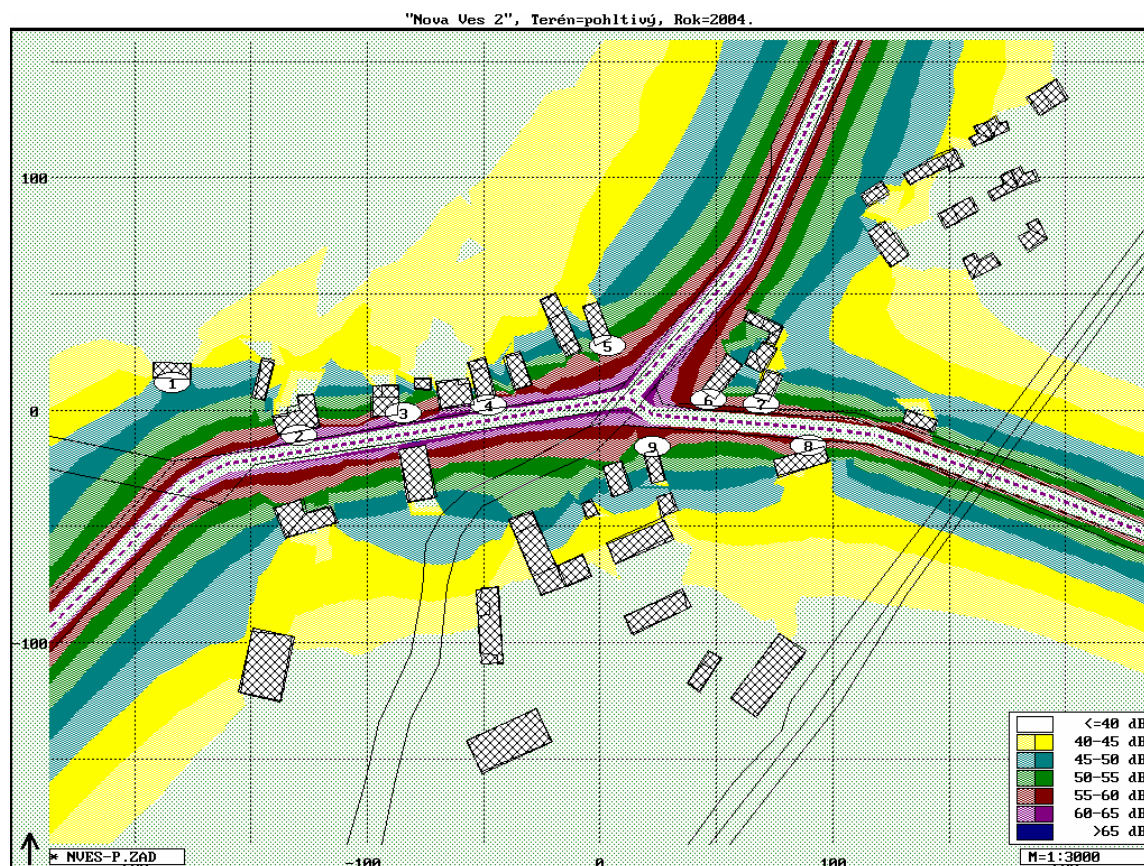 "Nova Ves 2", Terén=pohltivý, Rok=2004.
100
5
1
6
7
4
3
0
2
9
8
-100
<=40 dB
40-45 dB
45-50 dB
50-55 dB
55-60 dB
60-65 dB
>65 dB
* NVES-P.ZAD
-100
0
100
M=1:3000